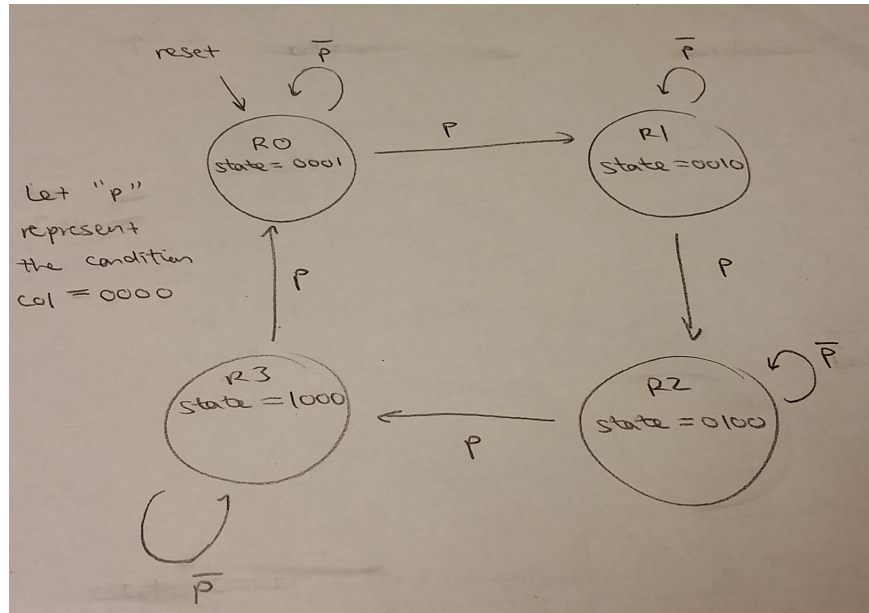 reset
P̅
P̅
R0
state = 0001
P
R1
state = 0010
Let "p"
represent
the condition
col = 0000
P
P
R3
state = 1000
P
R2
state = 0100
P̅
P̅